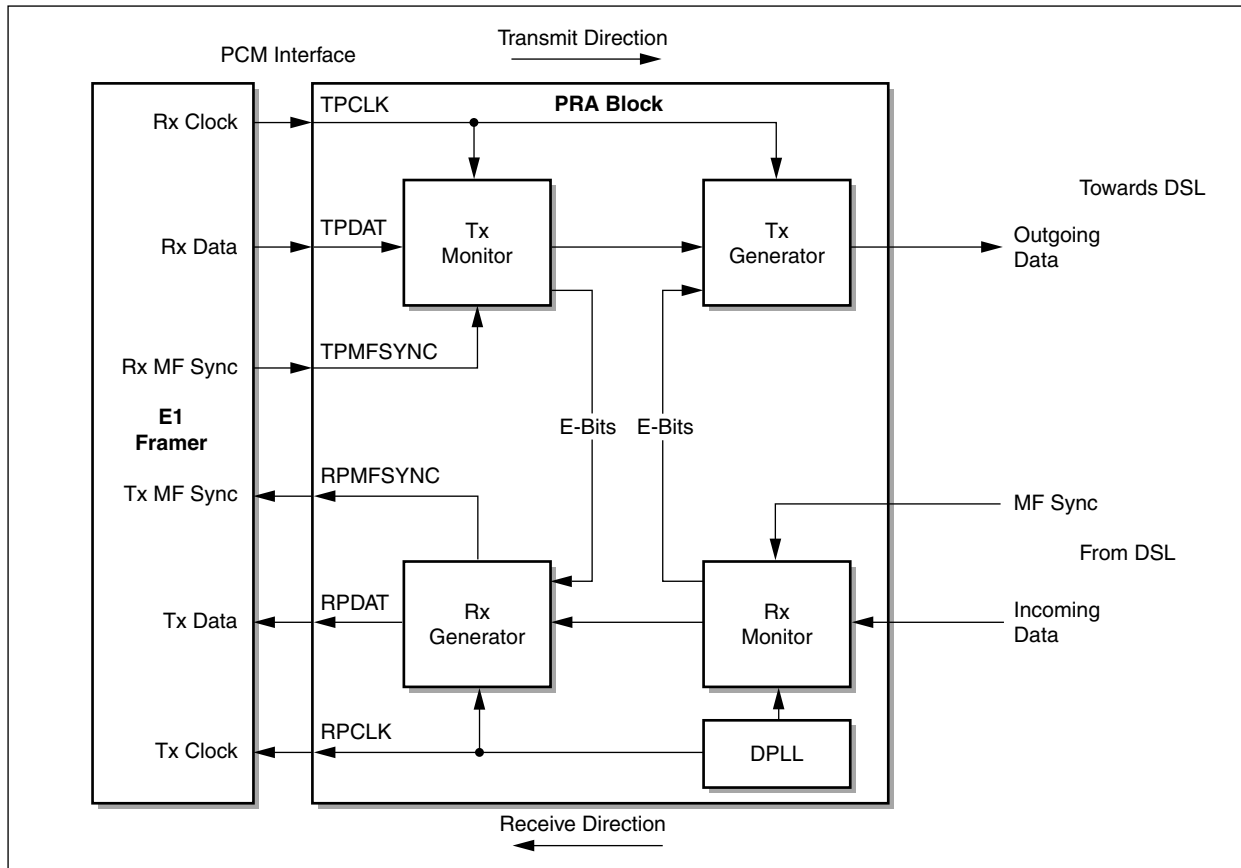 Transmit Direction
PCM Interface
PRA Block
Rx Clock
TPCLK
Tx
Monitor
Tx
Generator
Towards DSL
Rx Data
TPDAT
Outgoing
Data
Rx MF Sync
TPMFSYNC
E1
Framer
E-Bits
E-Bits
Tx MF Sync
RPMFSYNC
MF Sync
From DSL
Tx Data
RPDAT
Rx
Generator
Rx
Monitor
Incoming
Data
Tx Clock
RPCLK
DPLL
Receive Direction